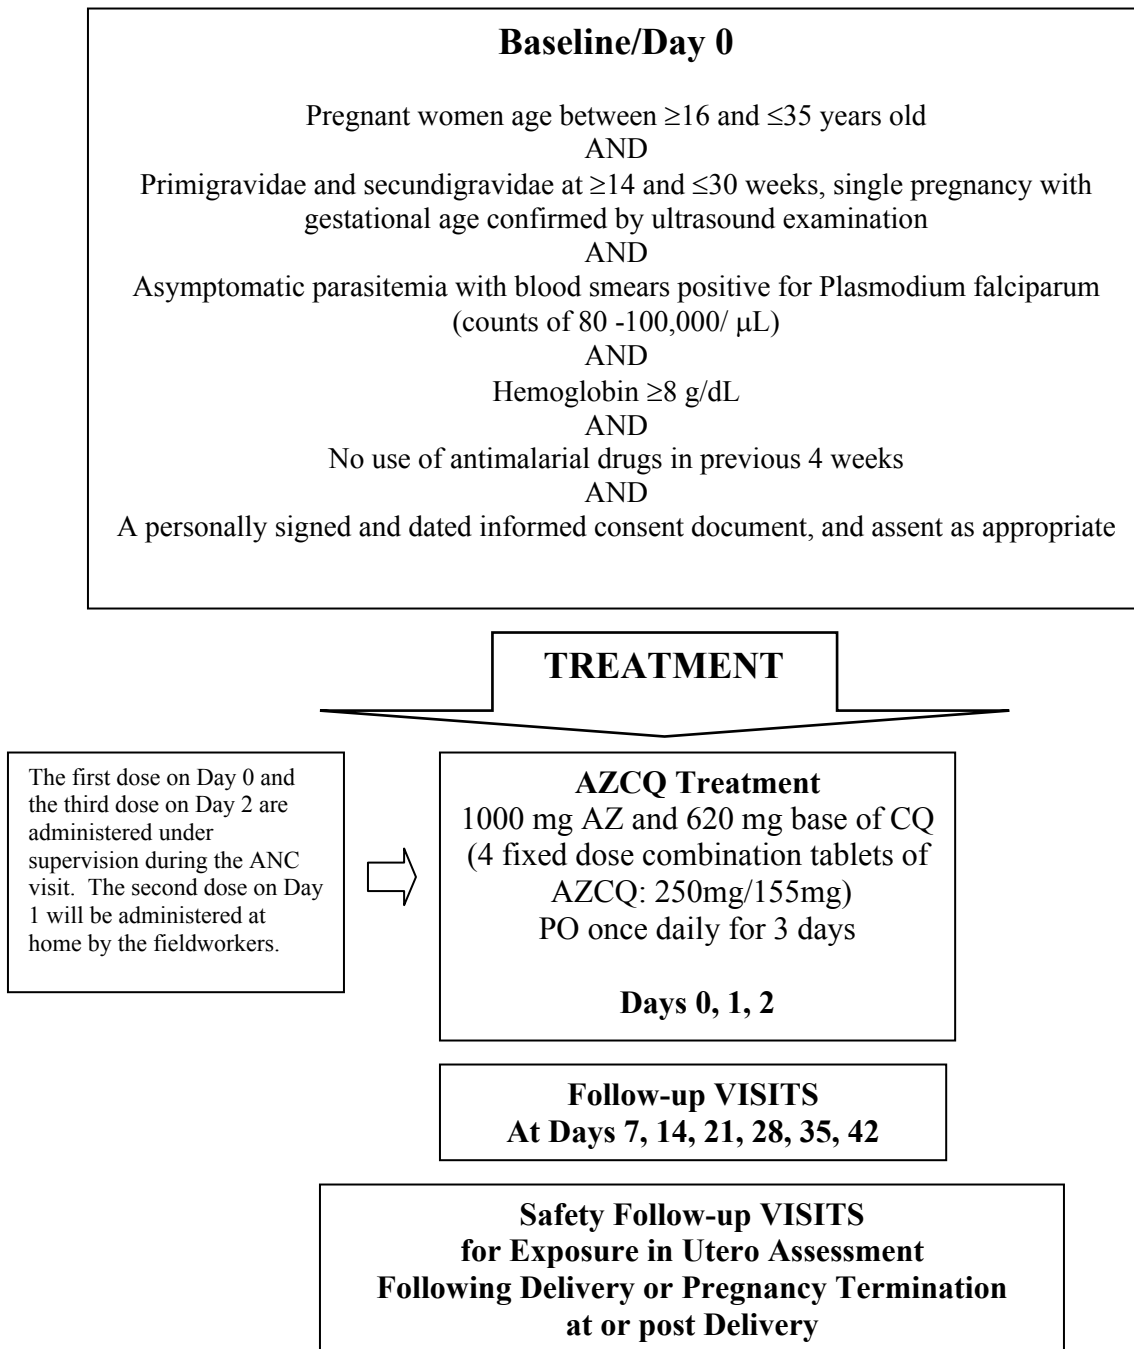 Baseline/Day 0
Pregnant women age between ≥16 and ≤35 years old
AND
Primigravidae and secundigravidae at ≥14 and ≤30 weeks, single pregnancy with
gestational age confirmed by ultrasound examination
AND
Asymptomatic parasitemia with blood smears positive for Plasmodium falciparum
(counts of 80 -100,000/ μL)
AND
Hemoglobin ≥8 g/dL
AND
No use of antimalarial drugs in previous 4 weeks
AND
A personally signed and dated informed consent document, and assent as appropriate
TREATMENT
The first dose on Day 0 and
the third dose on Day 2 are
administered under
supervision during the ANC
visit.  The second dose on Day
1 will be administered at
home by the fieldworkers.
AZCQ Treatment
1000 mg AZ and 620 mg base of CQ
(4 fixed dose combination tablets of
AZCQ: 250mg/155mg)
PO once daily for 3 days
Days 0, 1, 2
Follow-up VISITS
At Days 7, 14, 21, 28, 35, 42
Safety Follow-up VISITS
for Exposure in Utero Assessment
Following Delivery or Pregnancy Termination
at or post Delivery